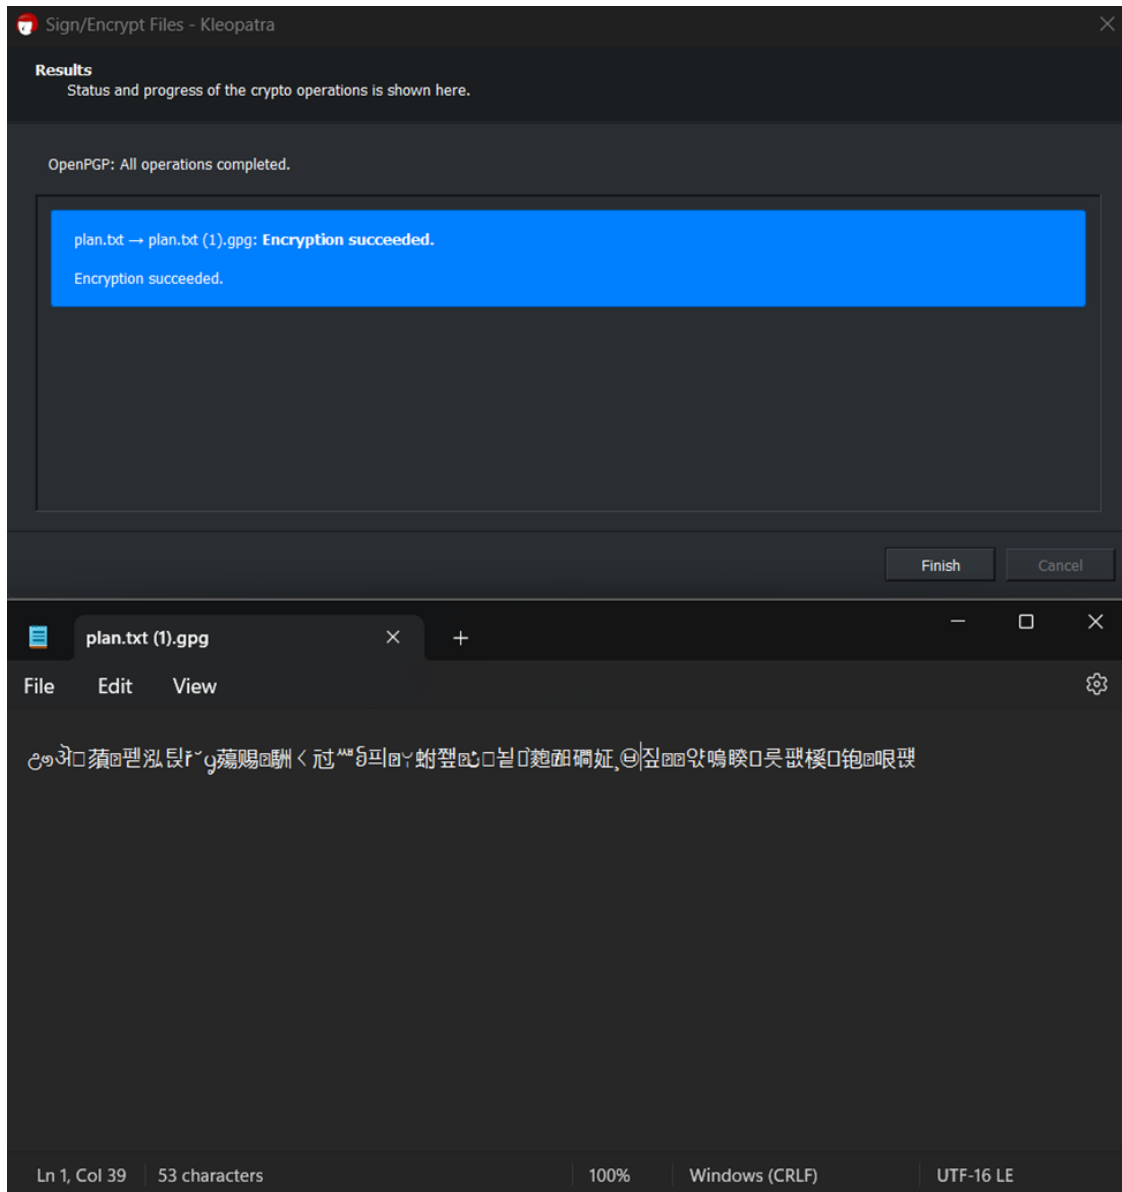 Sign/Encrypt Files - Kleopatra
Results
Status and progress of the crypto operations is shown here.
OpenPGP: All operations completed.
plan.txt → plan.txt (1).gpg: Encryption succeeded.
Encryption succeeded.
Finish
Cancel
plan.txt (1).gpg
File
Edit
View
Ln 1, Col 39
53 characters
100%
Windows (CRLF)
UTF-16 LE